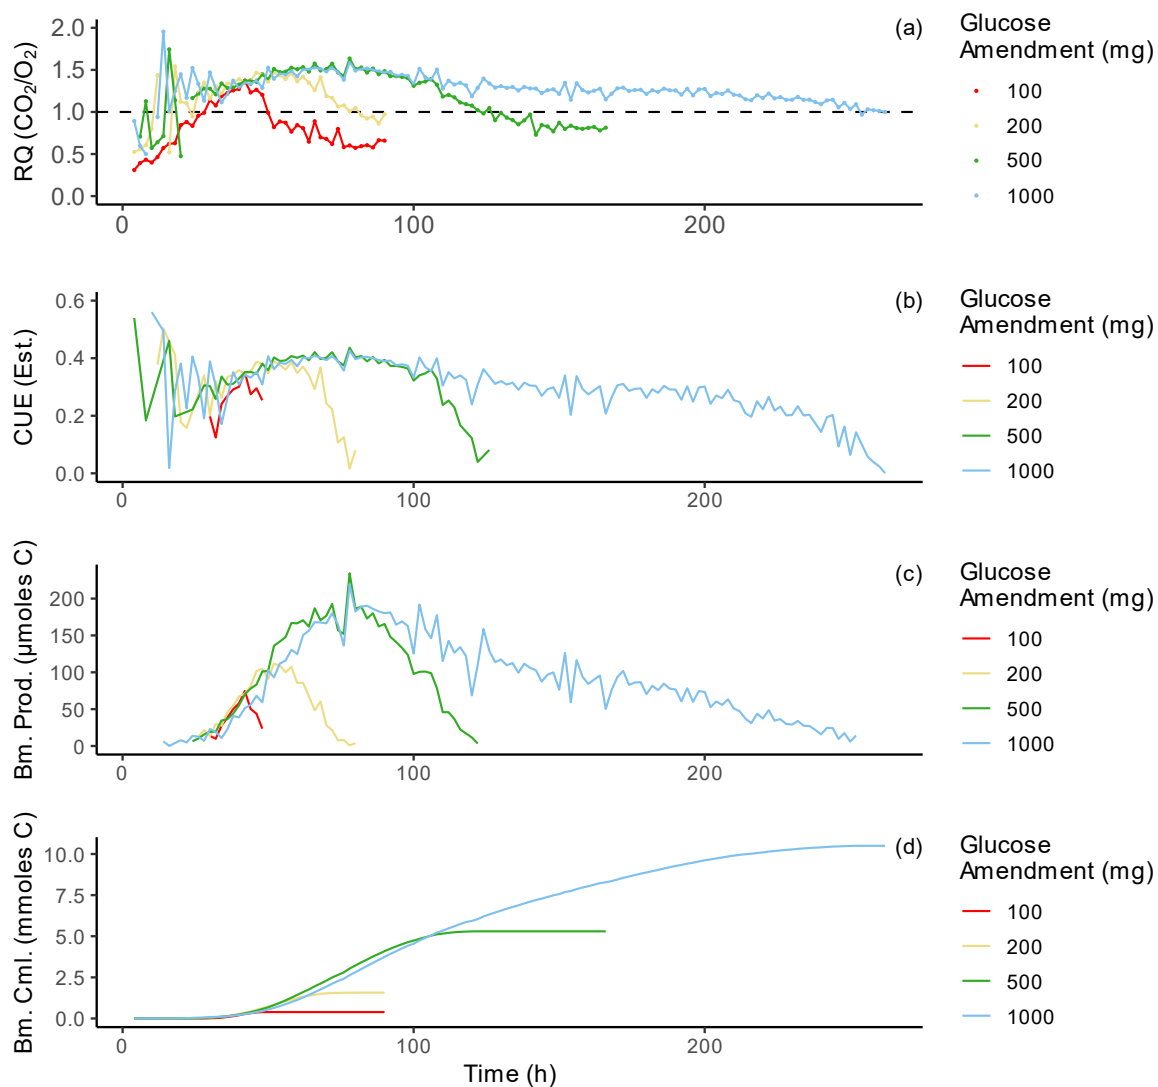 (a)
RQ (CO₂/O₂)
2.0
1.5
1.0
0.5
0.0
0
100
200
Glucose
Amendment (mg)
100
200
500
1000
(b)
CUE (Est.)
0.6
0.4
0.2
0.0
0
100
200
Glucose
Amendment (mg)
100
200
500
1000
(c)
Bm. Prod. (μmoles C)
200
150
100
50
0
0
100
200
Glucose
Amendment (mg)
100
200
500
1000
(d)
Bm. Cml. (mmoles C)
10.0
7.5
5.0
2.5
0.0
0
100
200
Time (h)
Glucose
Amendment (mg)
100
200
500
1000